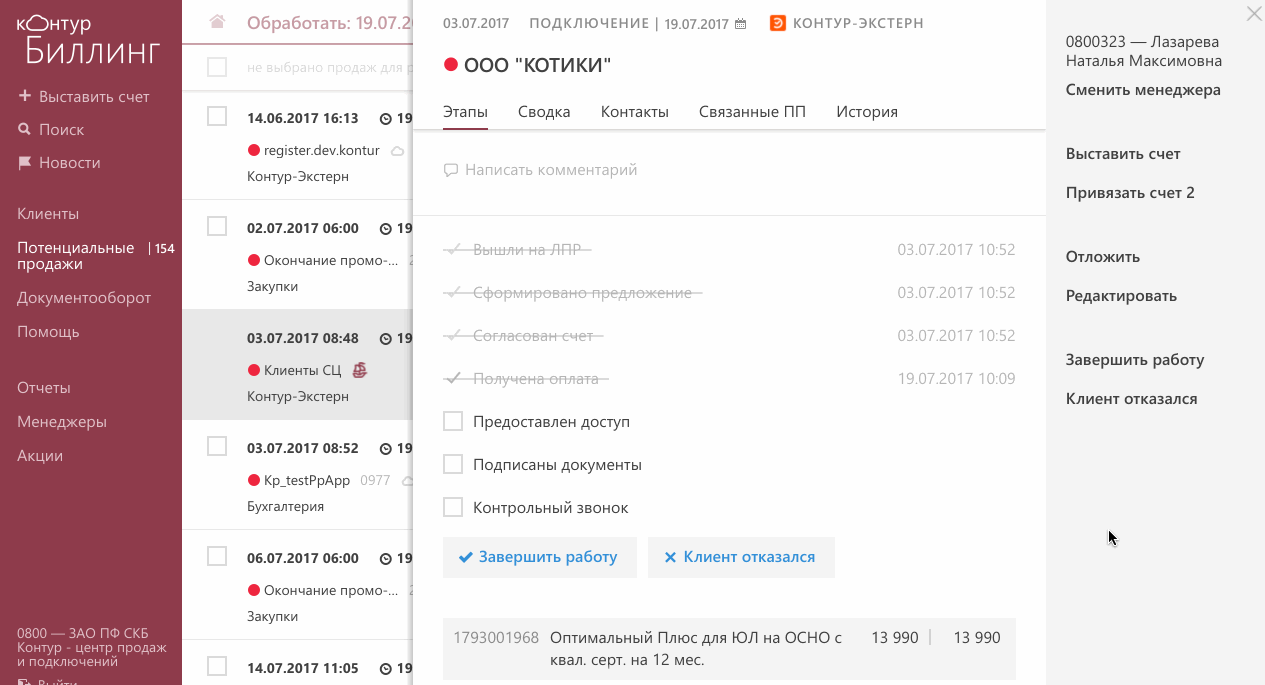 контур
БИЛЛИНГ
Выставить счет
Поиск
Новости
Клиенты
Потенциальные | 154
продажи
Документооборот
Помощь
Отчеты
Менеджеры
Акции
0800 — ЗАО ПФ СКБ
Контур - центр продаж
и подключений
Выйти
Обработать: 19.07.20
не выбрано продаж для р
14.06.2017 16:13 19
register.dev.kontur
Контур-Экстерн
02.07.2017 06:00 19
Окончание промо-... 2
Закупки
03.07.2017 08:48 19
Клиенты СЦ
Контур-Экстерн
03.07.2017 08:52 19
Kp_testPpApp 0977
Бухгалтерия
06.07.2017 06:00 19
Окончание промо-... 2
Закупки
14.07.2017 11:05 19
03.07.2017 ПОДКЛЮЧЕНИЕ | 19.07.2017 КОНТУР-ЭКСТЕРН
ООО "КОТИКИ"
Этапы Сводка Контакты Связанные ПП История
Написать комментарий
Вышли на ЛПР 03.07.2017 10:52
Сформировано предложение 03.07.2017 10:52
Согласован счет 03.07.2017 10:52
Получена оплата 19.07.2017 10:09
Предоставлен доступ
Подписаны документы
Контрольный звонок
Завершить работу Клиент отказался
1793001968 Оптимальный Плюс для ЮЛ на ОСНО с 13 990 | 13 990
квал. серт. на 12 мес.
0800323 — Лазарева
Наталья Максимовна
Сменить менеджера
Выставить счет
Привязать счет 2
Отложить
Редактировать
Завершить работу
Клиент отказался